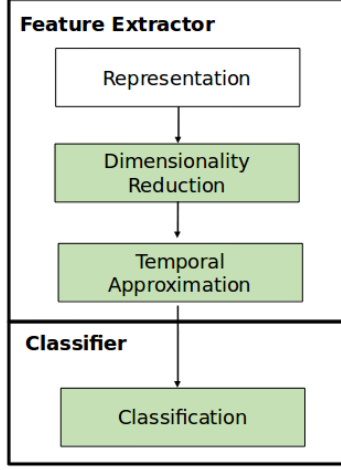 Feature Extractor
Representation
Dimensionality
Reduction
Temporal
Approximation
Classifier
Classification